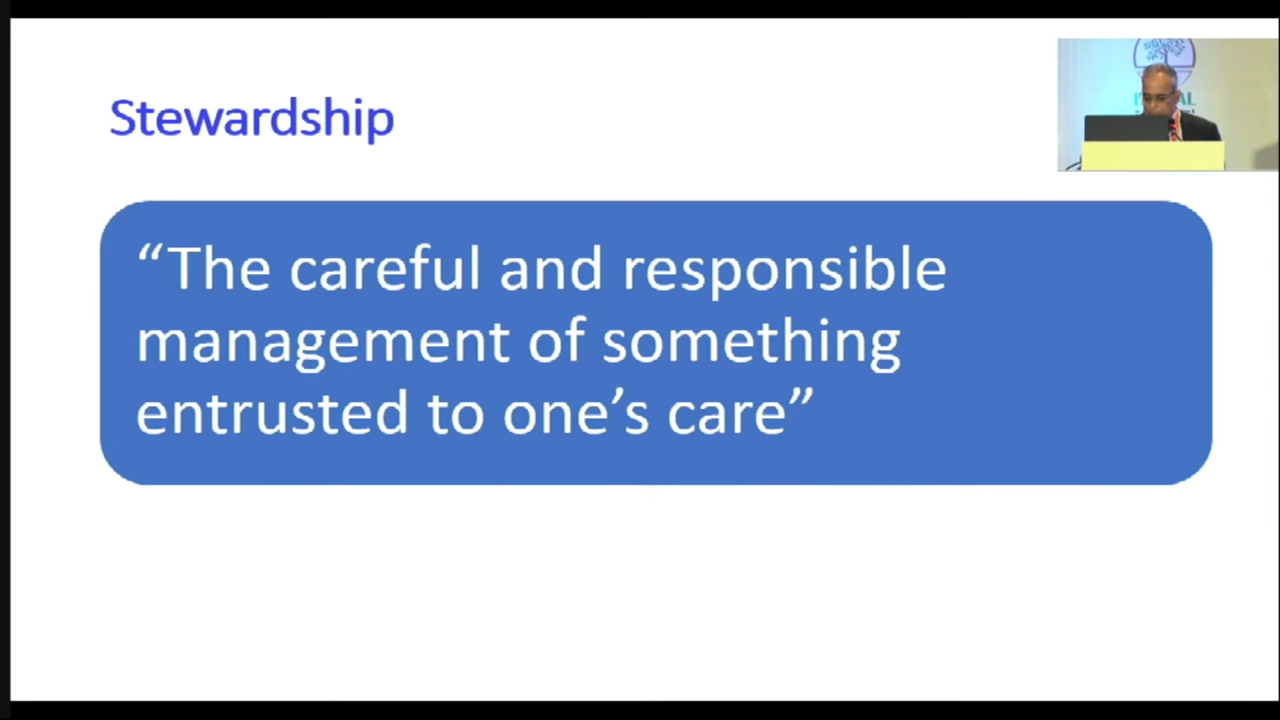 Stewardship
“The careful and responsible
management of something
entrusted to one’s care”